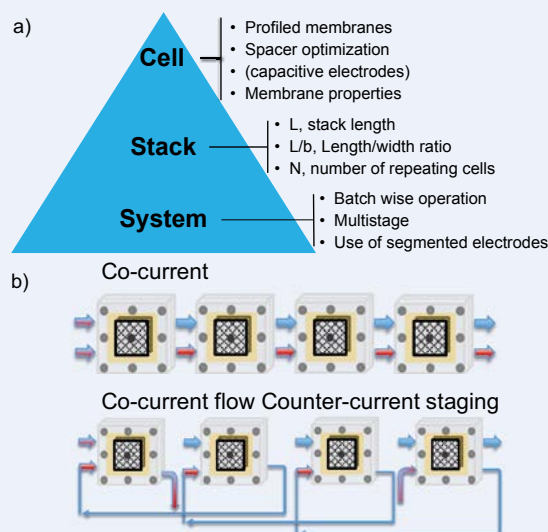 a)
Cell
• Profiled membranes
• Spacer optimization
• (capacitive electrodes)
• Membrane properties
Stack
• L, stack length
• L/b, Length/width ratio
• N, number of repeating cells
System
• Batch wise operation
• Multistage
• Use of segmented electrodes
b)
Co-current
Co-current flow Counter-current staging